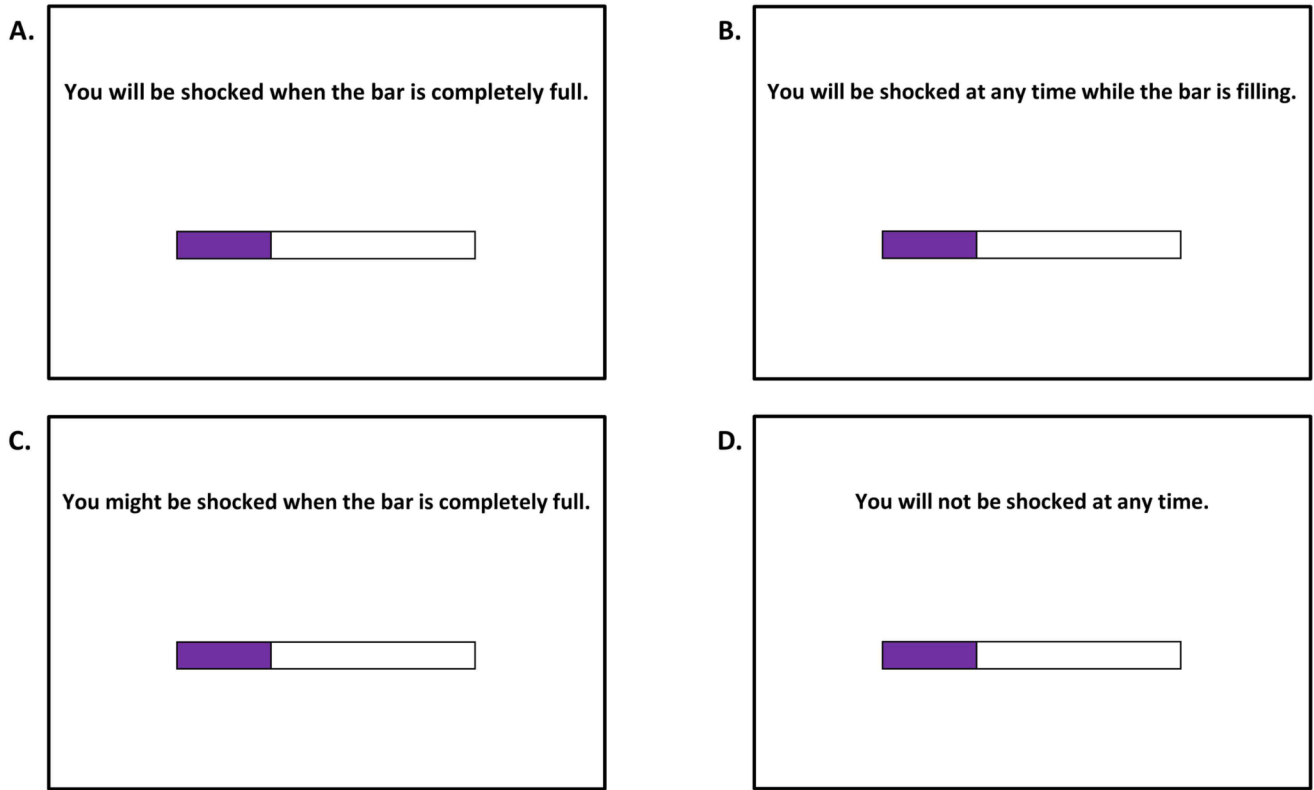 A.
You will be shocked when the bar is completely full.
B.
You will be shocked at any time while the bar is filling.
C.
You might be shocked when the bar is completely full.
D.
You will not be shocked at any time.